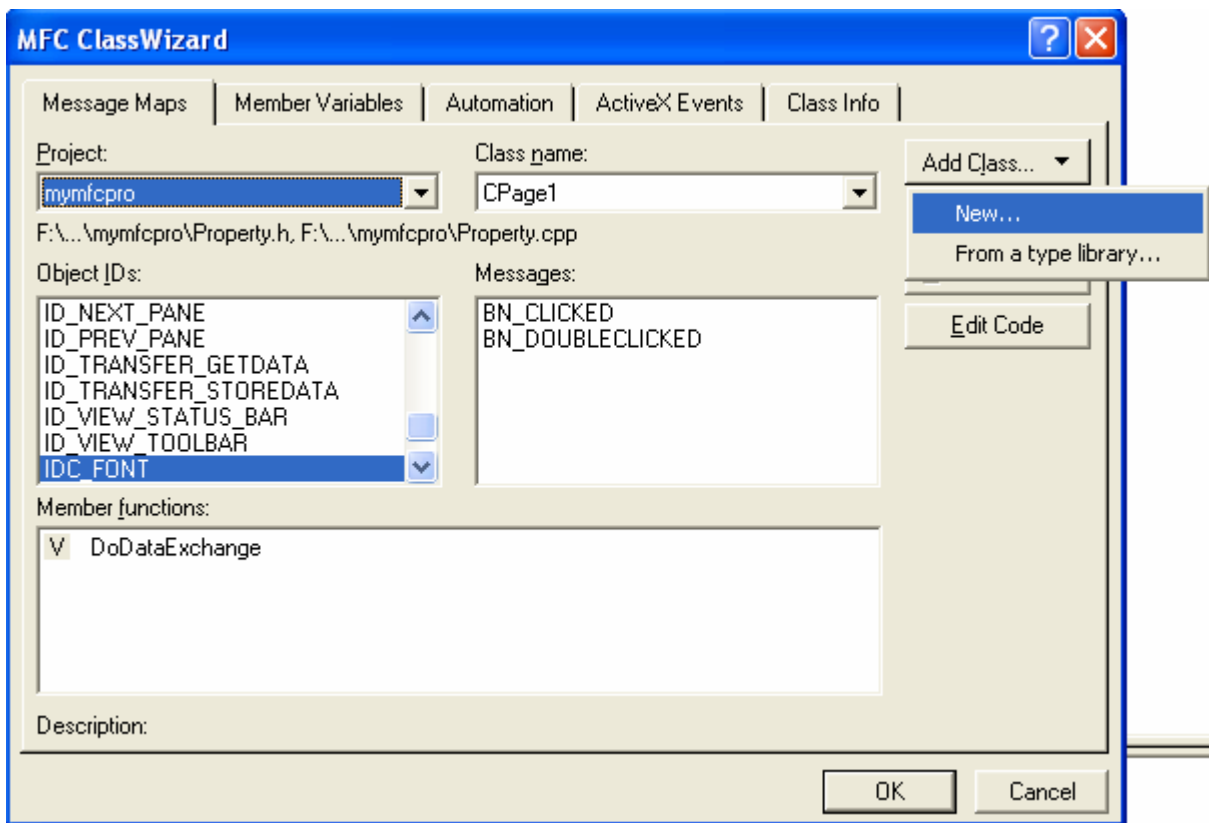 MFC ClassWizard
Message Maps
Member Variables
Automation
ActiveX Events
Class Info
Project:
Class name:
Add Class...
mymfcpro
CPage1
New...
From a type library...
F:\...\mymfcpro\Property.h, F:\...\mymfcpro\Property.cpp
Object IDs:
Messages:
ID_NEXT_PANE
ID_PREV_PANE
ID_TRANSFER_GETDATA
ID_TRANSFER_STOREDATA
ID_VIEW_STATUS_BAR
ID_VIEW_TOOLBAR
IDC_FONT
BN_CLICKED
BN_DOUBLECLICKED
Edit Code
Member functions:
V DoDataExchange
Description:
OK
Cancel